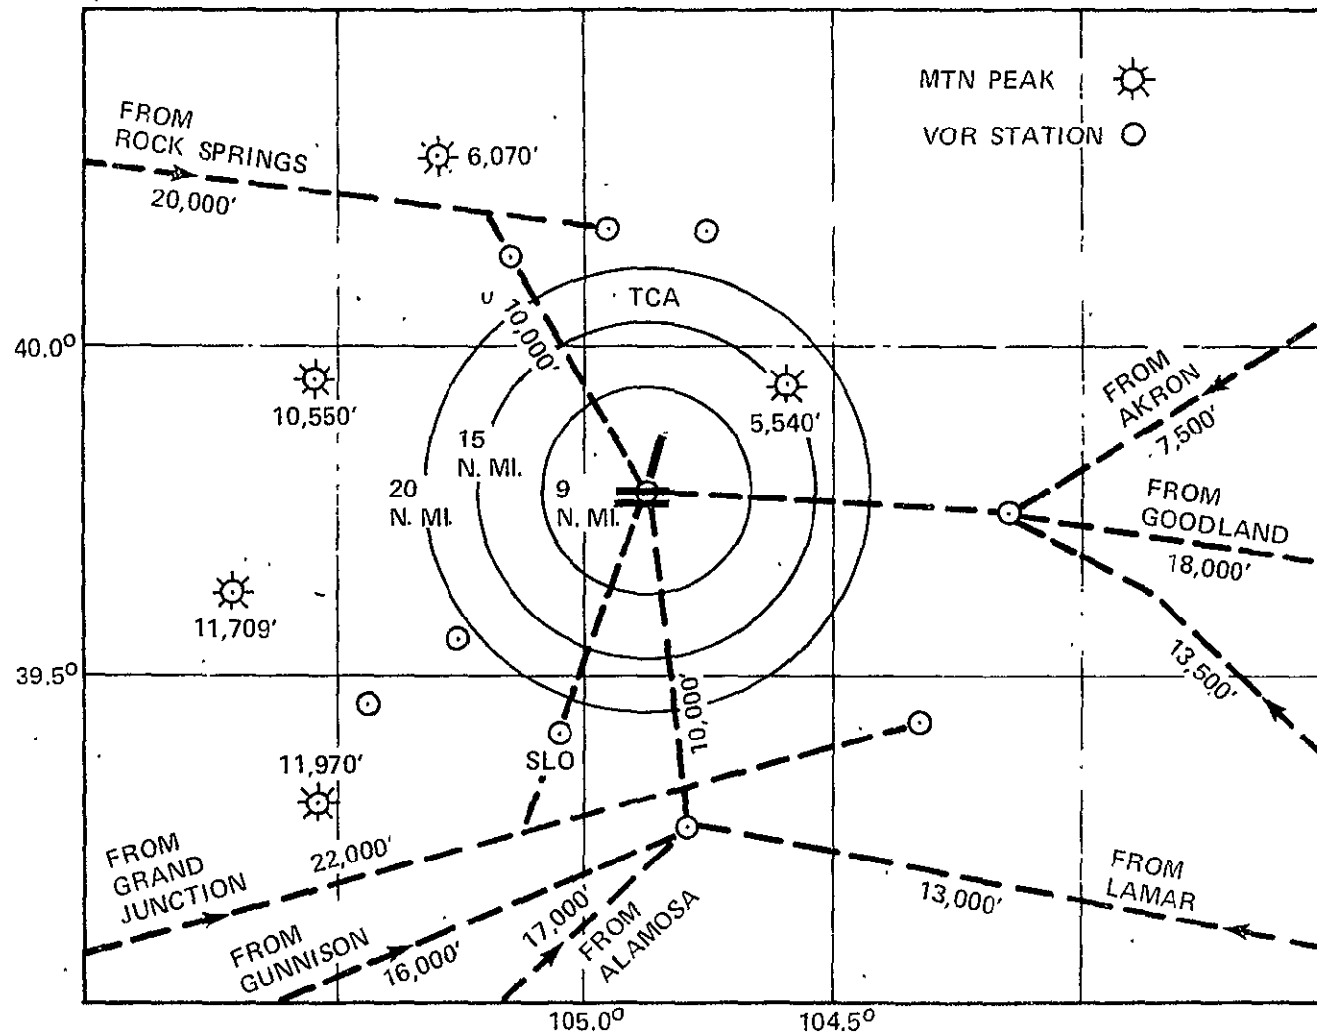 MTN PEAK
VOR STATION
FROM
ROCK SPRINGS
20,000'
6,070'
TCA
U
10,000'
40.0°
10,550'
5,540'
FROM
AKRON
7,500'
15
N. MI.
20
N. MI.
9
N. MI.
FROM
GOODLAND
18,000'
11,709'
13,500'
39.5°
10,000'
SLO
11,970'
FROM
GRAND
JUNCTION
22,000'
FROM
GUNNISON
16,000'
17,000'
FROM
ALAMOSA
13,000'
FROM
LAMAR
105.0°
104.5°